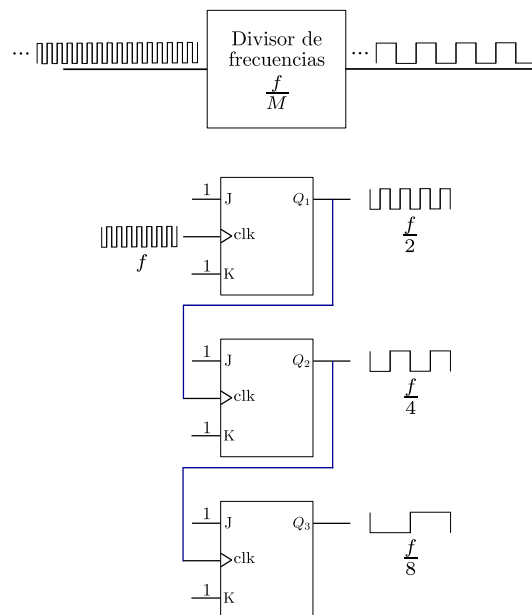 ... Divisor de ...
frecuencias
f
M
1 J Q1
clk
f
1 K
f
2
1 J Q2
clk
1 K
f
4
1 J Q3
clk
1 K
f
8